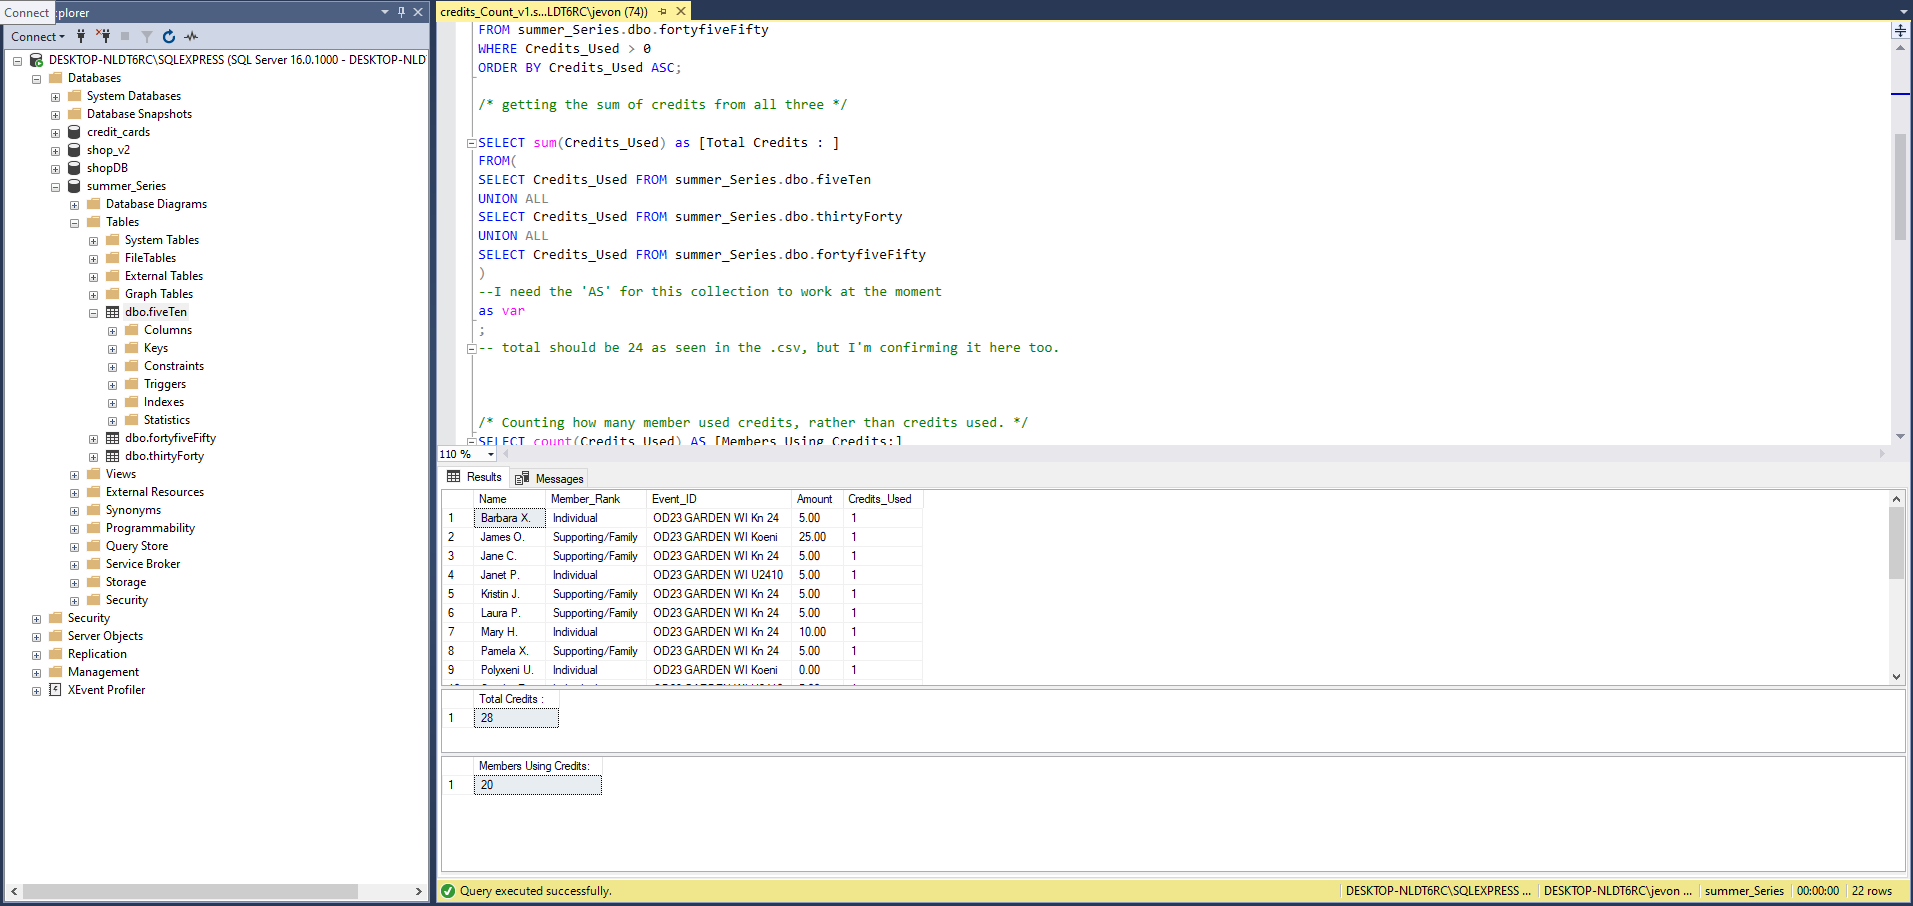 Connect
plorer
Connect
DESKTOP-NLDT6RC\SQLEXPRESS (SQL Server 16.0.1000 - DESKTOP-NLD
Databases
System Databases
Database Snapshots
credit_cards
shop_v2
shopDB
summer_Series
Database Diagrams
Tables
System Tables
FileTables
External Tables
Graph Tables
dbo.fiveTen
Columns
Keys
Constraints
Triggers
Indexes
Statistics
dbo.fortyfiveFifty
dbo.thirtyForty
Views
External Resources
Synonyms
Programmability
Query Store
Service Broker
Storage
Security
Security
Server Objects
Replication
Management
XEvent Profiler
credits_Count_v1.s...LDT6RC\jevon (74))
FROM summer_Series.dbo.fortyfiveFifty
WHERE Credits_Used > 0
ORDER BY Credits_Used ASC;
/* getting the sum of credits from all three */
SELECT sum(Credits_Used) as [Total Credits : ]
FROM(
SELECT Credits_Used FROM summer_Series.dbo.fiveTen
UNION ALL
SELECT Credits_Used FROM summer_Series.dbo.thirtyForty
UNION ALL
SELECT Credits_Used FROM summer_Series.dbo.fortyfiveFifty
)
--I need the 'AS' for this collection to work at the moment
as var
;
-- total should be 24 as seen in the .csv, but I'm confirming it here too.
/* Counting how many member used credits, rather than credits used. */
SELECT count(Credits_Used) AS [Members Using Credits:]
110 %
Results Messages
Name Member_Rank Event_ID Amount Credits_Used
1 Barbara X. Individual OD23 GARDEN WI Kn 24 5.00 1
2 James O. Supporting/Family OD23 GARDEN WI Koeni 25.00 1
3 Jane C. Supporting/Family OD23 GARDEN WI Kn 24 5.00 1
4 Janet P. Individual OD23 GARDEN WI U2410 5.00 1
5 Kristin J. Supporting/Family OD23 GARDEN WI Kn 24 5.00 1
6 Laura P. Supporting/Family OD23 GARDEN WI Kn 24 5.00 1
7 Mary H. Individual OD23 GARDEN WI Kn 24 10.00 1
8 Pamela X. Supporting/Family OD23 GARDEN WI Kn 24 5.00 1
9 Polyxeni U. Individual OD23 GARDEN WI Koeni 0.00 1
Total Credits :
1 28
Members Using Credits:
1 20
Query executed successfully.
DESKTOP-NLDT6RC\SQLEXPRESS ... DESKTOP-NLDT6RC\jevon ... summer_Series 00:00:00 22 rows